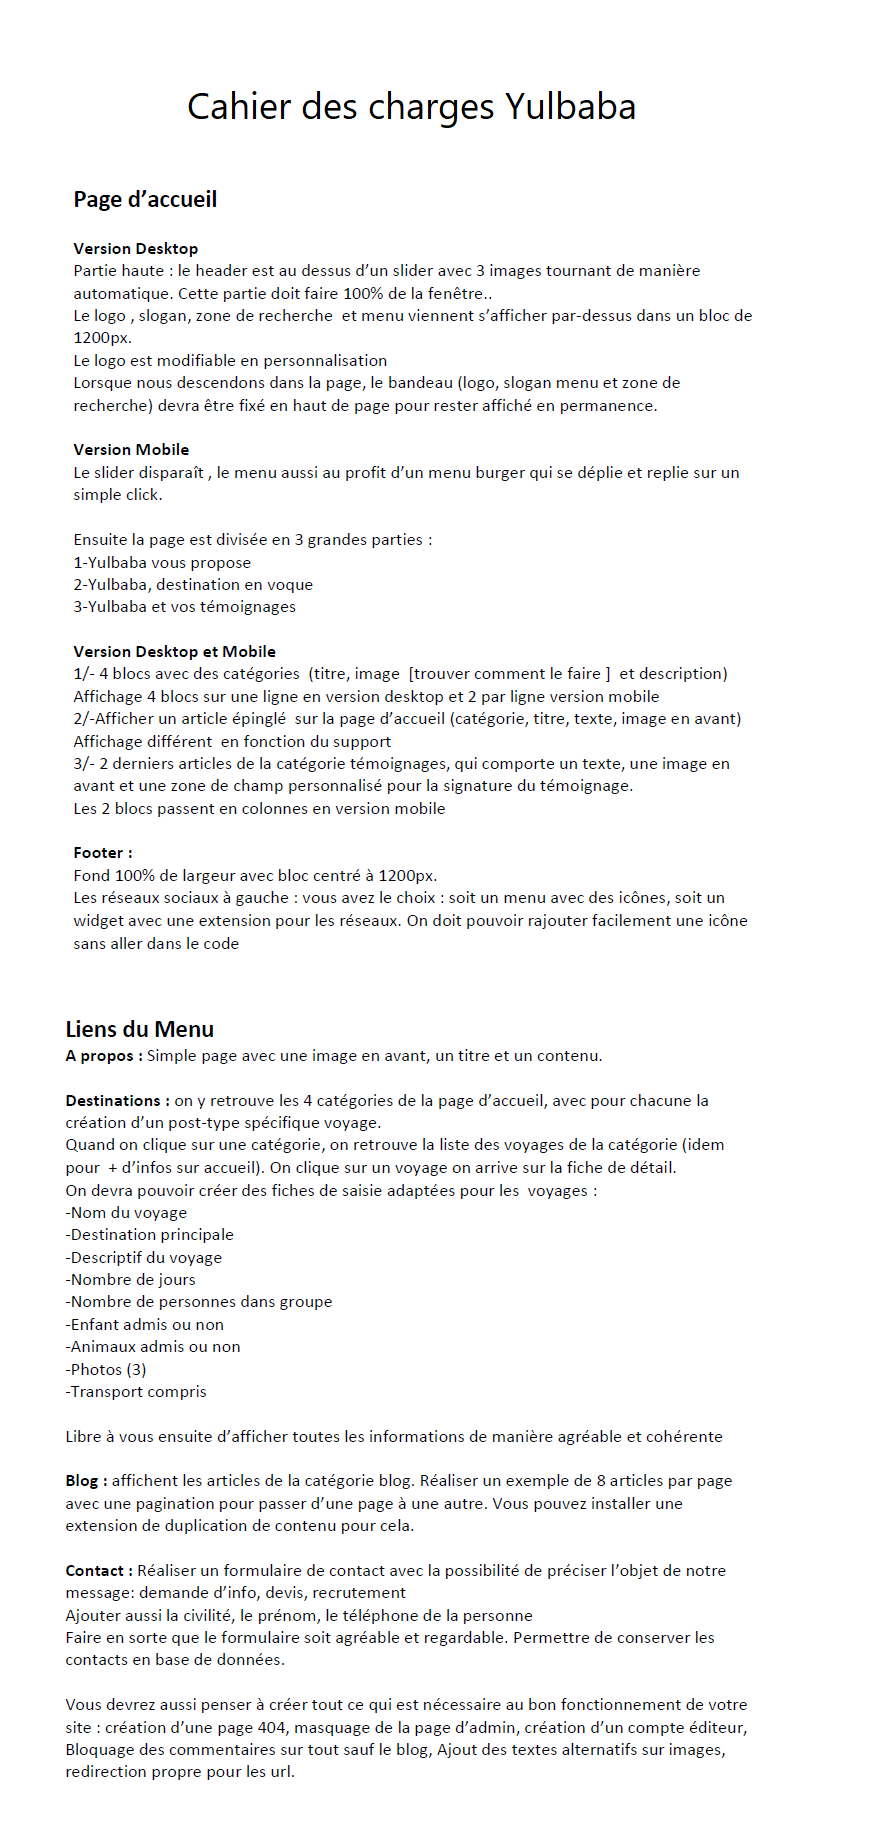 Cahier des charges Yulbaba
Page d’accueil
Version Desktop
Partie haute : le header est au dessus d’un slider avec 3 images tournant de manière
automatique. Cette partie doit faire 100% de la fenêtre..
Le logo , slogan, zone de recherche  et menu viennent s’afficher par-dessus dans un bloc de
1200px.
Le logo est modifiable en personnalisation
Lorsque nous descendons dans la page, le bandeau (logo, slogan menu et zone de
recherche) devra être fixé en haut de page pour rester affiché en permanence.
Version Mobile
Le slider disparaît , le menu aussi au profit d’un menu burger qui se déplie et replie sur un
simple click.
Ensuite la page est divisée en 3 grandes parties :
1-Yulbaba vous propose
2-Yulbaba, destination en voque
3-Yulbaba et vos témoignages
Version Desktop et Mobile
1/- 4 blocs avec des catégories  (titre, image  [trouver comment le faire ]  et description)
Affichage 4 blocs sur une ligne en version desktop et 2 par ligne version mobile
2/-Afficher un article épinglé  sur la page d’accueil (catégorie, titre, texte, image en avant)
Affichage différent  en fonction du support
3/- 2 derniers articles de la catégorie témoignages, qui comporte un texte, une image en
avant et une zone de champ personnalisé pour la signature du témoignage.
Les 2 blocs passent en colonnes en version mobile
Footer :
Fond 100% de largeur avec bloc centré à 1200px.
Les réseaux sociaux à gauche : vous avez le choix : soit un menu avec des icônes, soit un
widget avec une extension pour les réseaux. On doit pouvoir rajouter facilement une icône
sans aller dans le code
Liens du Menu
A propos : Simple page avec une image en avant, un titre et un contenu.
Destinations : on y retrouve les 4 catégories de la page d’accueil, avec pour chacune la
création d’un post-type spécifique voyage.
Quand on clique sur une catégorie, on retrouve la liste des voyages de la catégorie (idem
pour  + d’infos sur accueil). On clique sur un voyage on arrive sur la fiche de détail.
On devra pouvoir créer des fiches de saisie adaptées pour les  voyages :
-Nom du voyage
-Destination principale
-Descriptif du voyage
-Nombre de jours
-Nombre de personnes dans groupe
-Enfant admis ou non
-Animaux admis ou non
-Photos (3)
-Transport compris
Libre à vous ensuite d’afficher toutes les informations de manière agréable et cohérente
Blog : affichent les articles de la catégorie blog. Réaliser un exemple de 8 articles par page
avec une pagination pour passer d’une page à une autre. Vous pouvez installer une
extension de duplication de contenu pour cela.
Contact : Réaliser un formulaire de contact avec la possibilité de préciser l’objet de notre
message: demande d’info, devis, recrutement
Ajouter aussi la civilité, le prénom, le téléphone de la personne
Faire en sorte que le formulaire soit agréable et regardable. Permettre de conserver les
contacts en base de données.
Vous devrez aussi penser à créer tout ce qui est nécessaire au bon fonctionnement de votre
site : création d’une page 404, masquage de la page d’admin, création d’un compte éditeur,
Bloquage des commentaires sur tout sauf le blog, Ajout des textes alternatifs sur images,
redirection propre pour les url.